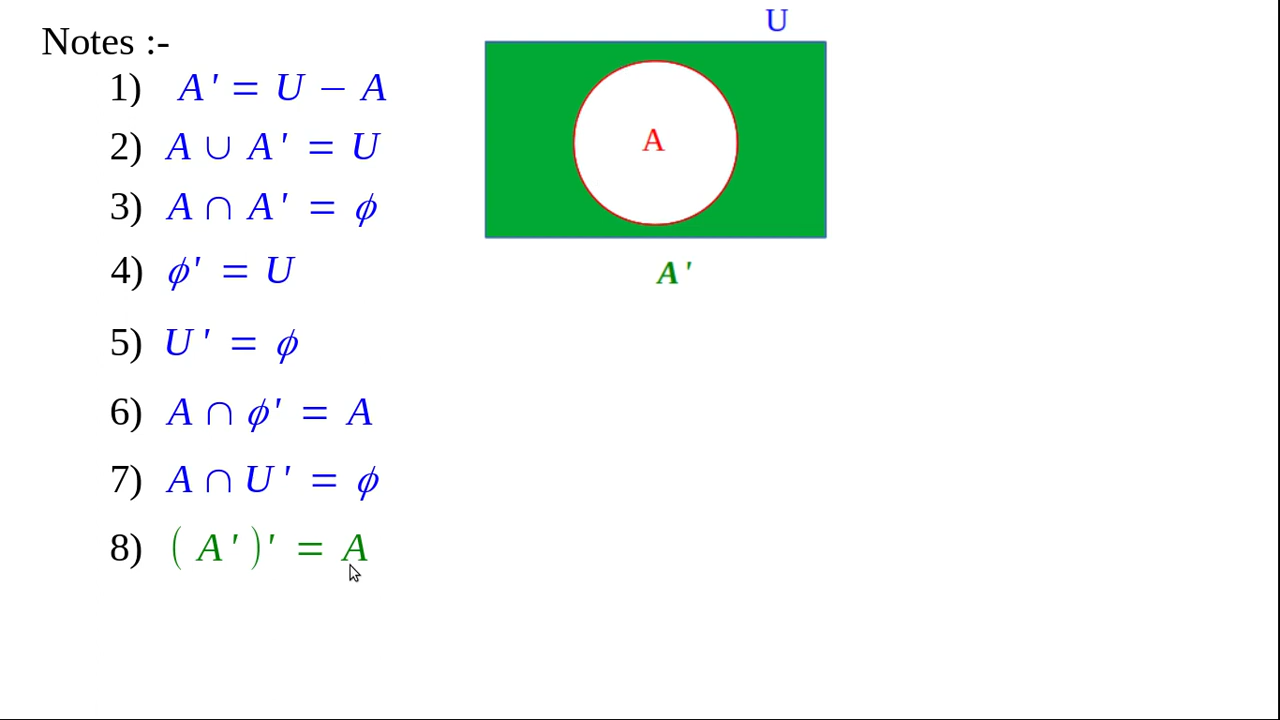 Notes :-
1) A′ = U − A
2) A ∪ A′ = U
3) A ∩ A′ = ϕ
4) ϕ′ = U
5) U′ = ϕ
6) A ∩ ϕ′ = A
7) A ∩ U′ = ϕ
8) (A′)′ = A
U
A
A′